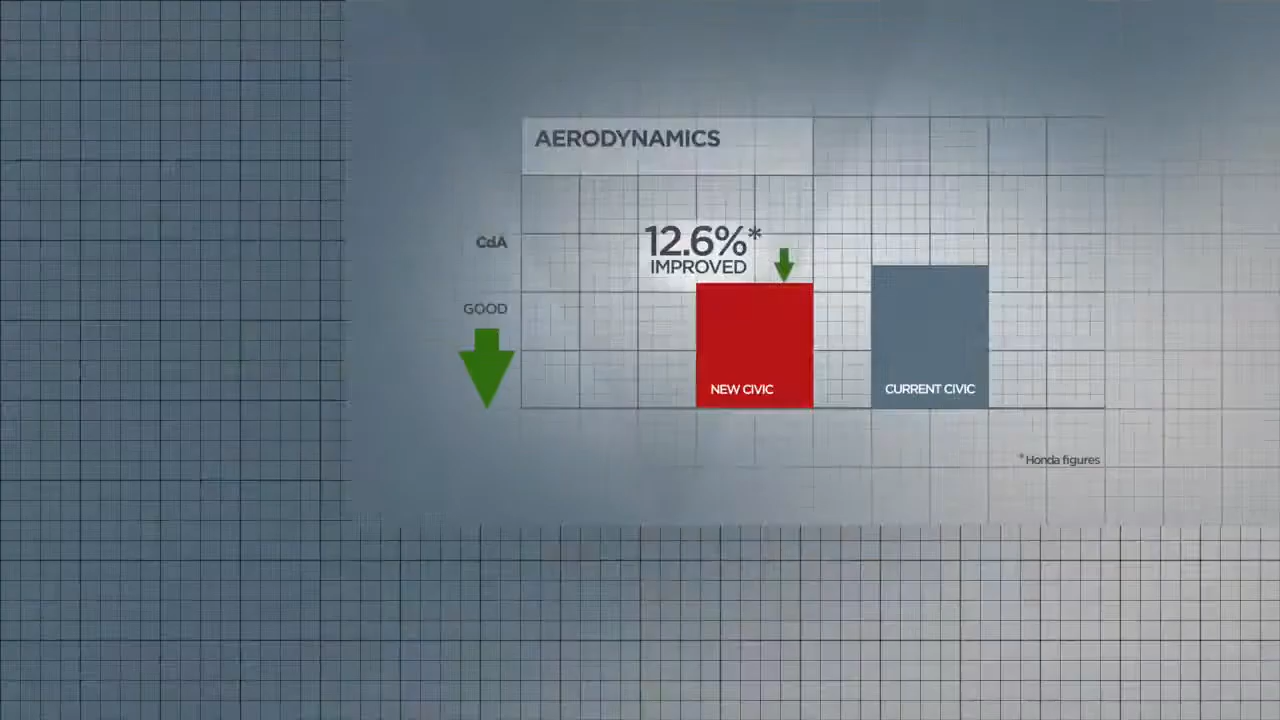 AERODYNAMICS
CdA
12.6%*
IMPROVED
GOOD
NEW CIVIC
CURRENT CIVIC
*Honda figures